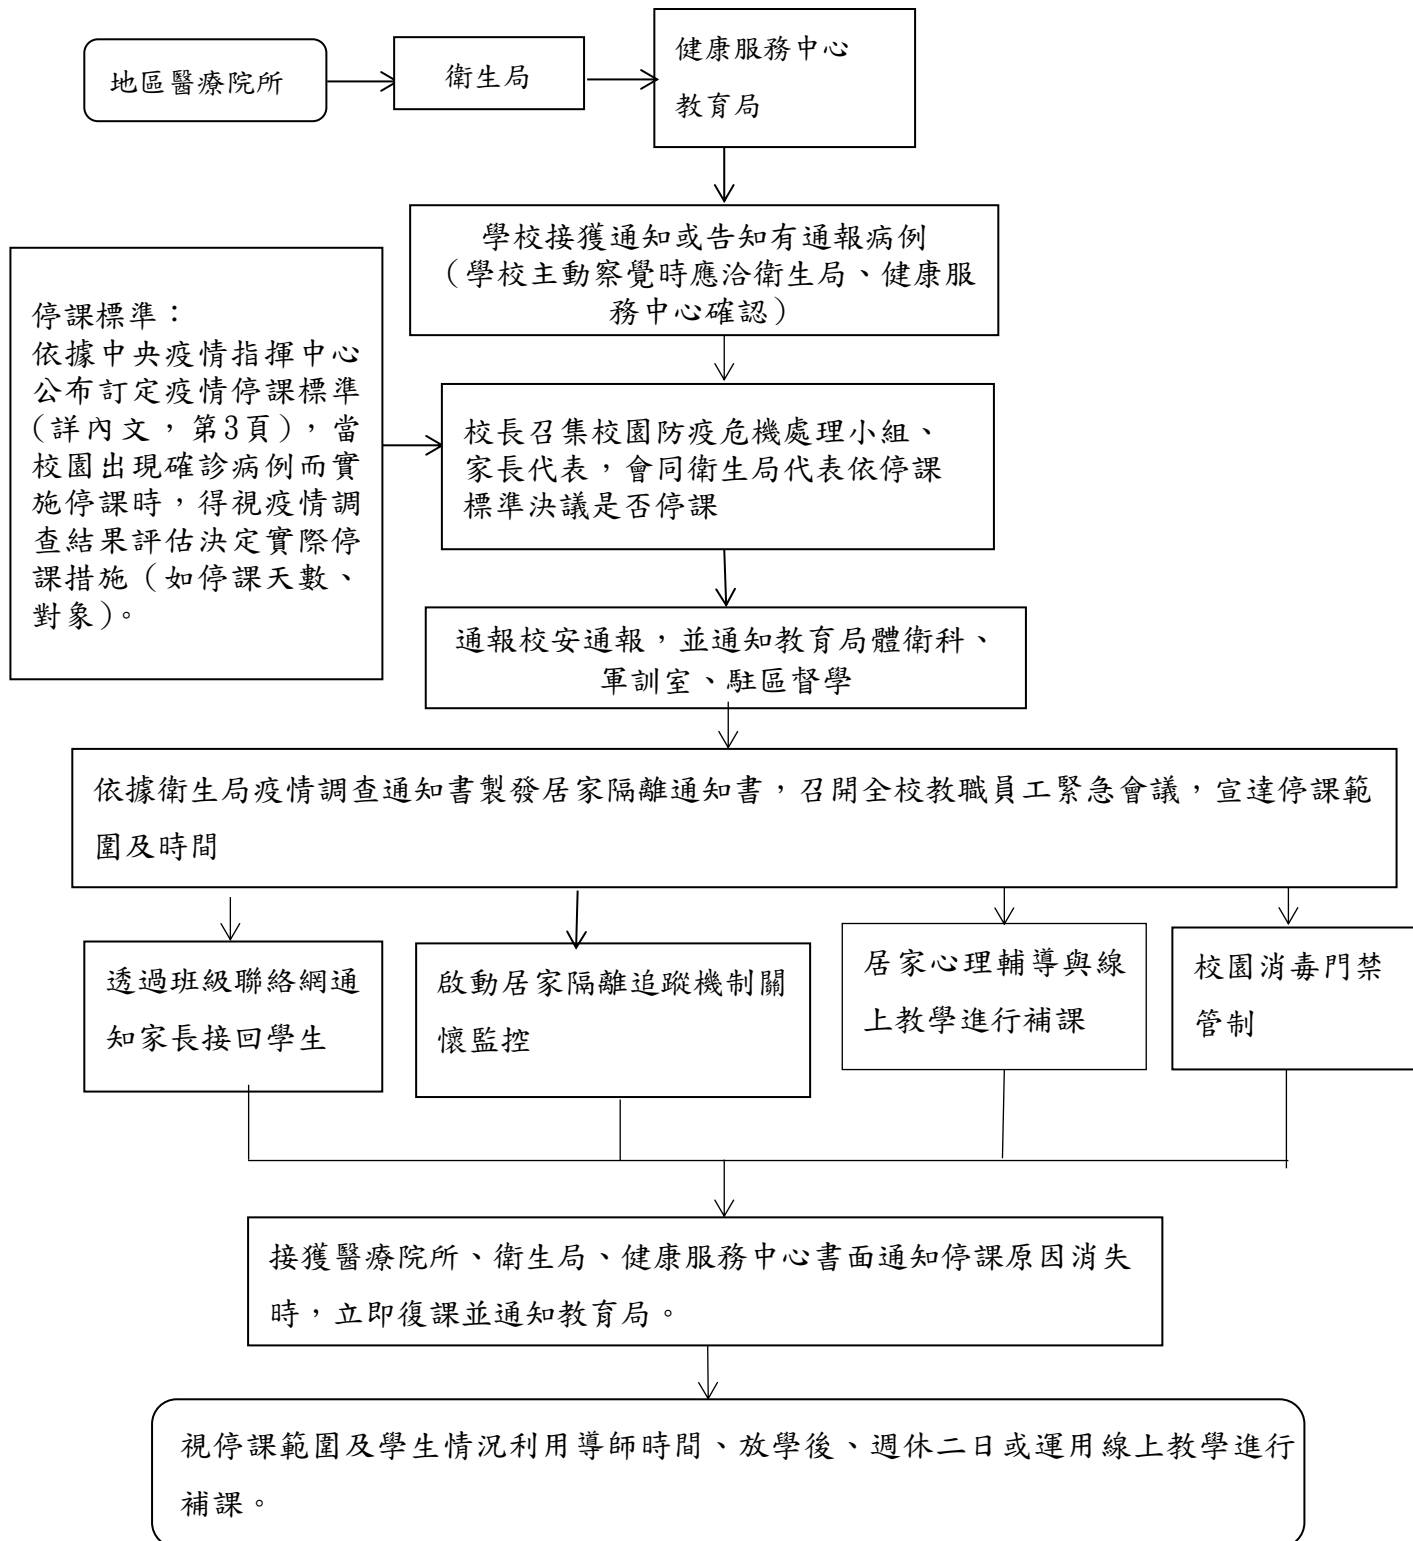 地區醫療院所
衛生局
健康服務中心
教育局
學校接獲通知或告知有通報病例
（學校主動察覺時應洽衛生局、健康服
務中心確認）
停課標準：
依據中央疫情指揮中心
公布訂定疫情停課標準
(詳內文，第3頁)，當
校園出現確診病例而實
施停課時，得視疫情調
查結果評估決定實際停
課措施（如停課天數、
對象）。
校長召集校園防疫危機處理小組、
家長代表，會同衛生局代表依停課
標準決議是否停課
通報校安通報，並通知教育局體衛科、
軍訓室、駐區督學
依據衛生局疫情調查通知書製發居家隔離通知書，召開全校教職員工緊急會議，宣達停課範
圍及時間
透過班級聯絡網通
知家長接回學生
啟動居家隔離追蹤機制關
懷監控
居家心理輔導與線
上教學進行補課
校園消毒門禁
管制
接獲醫療院所、衛生局、健康服務中心書面通知停課原因消失
時，立即復課並通知教育局。
視停課範圍及學生情況利用導師時間、放學後、週休二日或運用線上教學進行
補課。